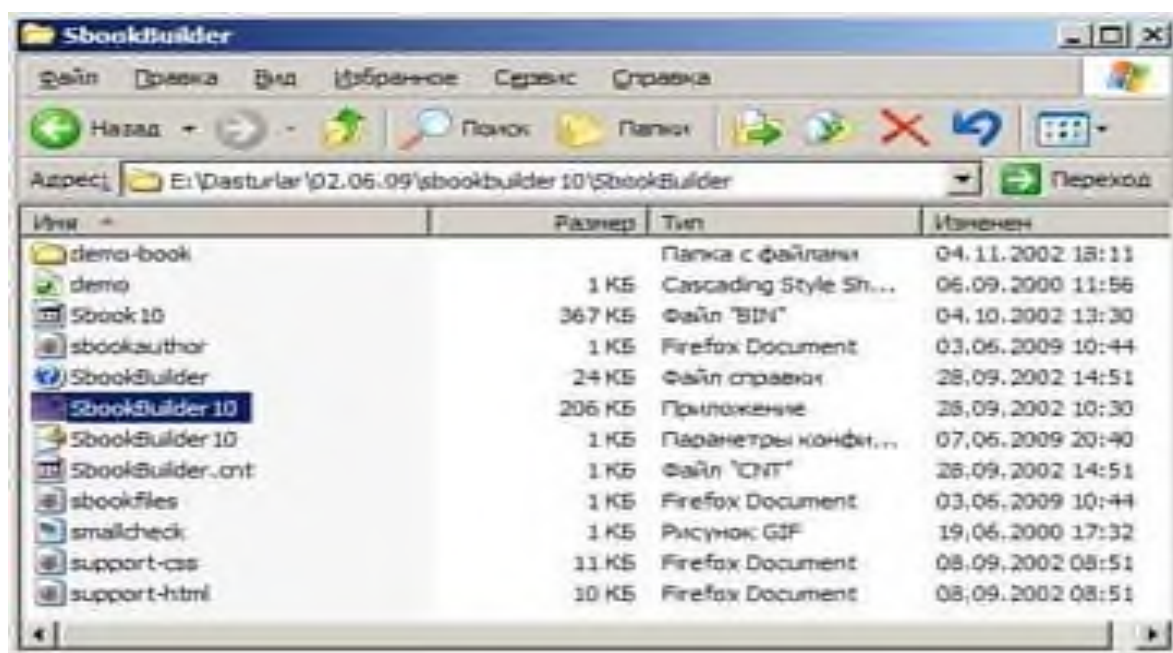 SbookBuilder
Файл Правка Вид Избранное Сервис Справка
Назад Поиск Папки
Адрес: E:\Dasturlar\02.06.09\sbookbuilder10\SbookBuilder Переход
Имя Размер Тип Изменен
demo-book Папка с файлами 04.11.2002 18:11
demo 1 КБ Cascading Style Sh... 06.09.2000 11:56
Sbook10 367 КБ Файл "BIN" 04.10.2002 13:30
sbookauthor 1 КБ Firefox Document 03.06.2009 10:44
SbookBuilder 24 КБ Файл справки 28.09.2002 14:51
SbookBuilder10 206 КБ Приложение 28.09.2002 10:30
SbookBuilder10 1 КБ Параметры конфи... 07.06.2009 20:40
SbookBuilder.cnt 1 КБ Файл "CNT" 28.09.2002 14:51
sbookfiles 1 КБ Firefox Document 03.06.2009 10:44
smallcheck 1 КБ Рисунок GIF 19.06.2000 17:32
support-css 11 КБ Firefox Document 08.09.2002 08:51
support-html 10 КБ Firefox Document 08.09.2002 08:51